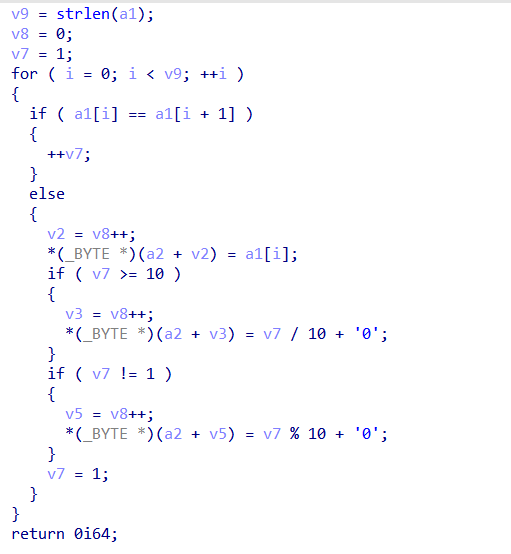 v9 = strlen(a1);
v8 = 0;
v7 = 1;
for ( i = 0; i < v9; ++i )
{
  if ( a1[i] == a1[i + 1] )
  {
    ++v7;
  }
  else
  {
    v2 = v8++;
    *(_BYTE *)(a2 + v2) = a1[i];
    if ( v7 >= 10 )
    {
      v3 = v8++;
      *(_BYTE *)(a2 + v3) = v7 / 10 + '0';
    }
    if ( v7 != 1 )
    {
      v5 = v8++;
      *(_BYTE *)(a2 + v5) = v7 % 10 + '0';
    }
    v7 = 1;
  }
}
return 0i64;